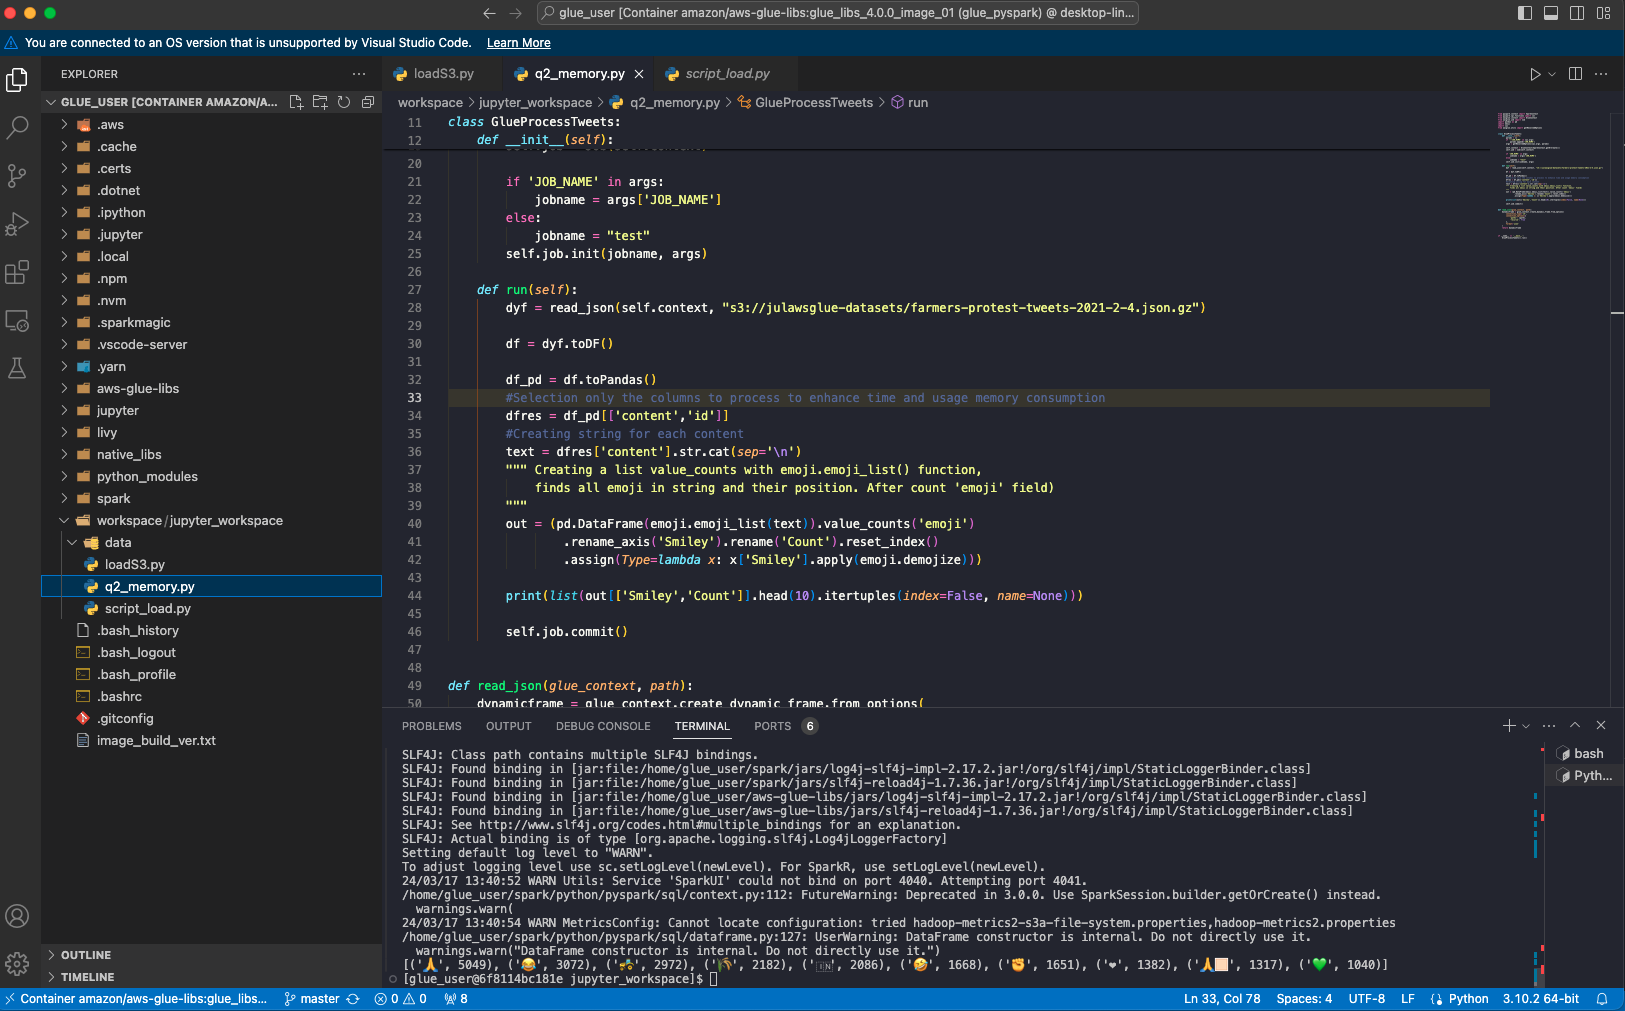 glue_user [Container amazon/aws-glue-libs:glue_libs_4.0.0_image_01 (glue_pyspark) @ desktop-lin...
You are connected to an OS version that is unsupported by Visual Studio Code. Learn More
EXPLORER
GLUE_USER [CONTAINER AMAZON/A...
.aws
.cache
.certs
.dotnet
.ipython
.jupyter
.local
.npm
.nvm
.sparkmagic
.vscode-server
.yarn
aws-glue-libs
jupyter
livy
native_libs
python_modules
spark
workspace/jupyter_workspace
data
loadS3.py
q2_memory.py
script_load.py
.bash_history
.bash_logout
.bash_profile
.bashrc
.gitconfig
image_build_ver.txt
OUTLINE
TIMELINE
loadS3.py q2_memory.py script_load.py
workspace > jupyter_workspace > q2_memory.py > GlueProcessTweets > run
11 class GlueProcessTweets:
12 def __init__(self):
20
21 if 'JOB_NAME' in args:
22 jobname = args['JOB_NAME']
23 else:
24 jobname = "test"
25 self.job.init(jobname, args)
26
27 def run(self):
28 dyf = read_json(self.context, "s3://julawsglue-datasets/farmers-protest-tweets-2021-2-4.json.gz")
29
30 df = dyf.toDF()
31
32 df_pd = df.toPandas()
33 #Selection only the columns to process to enhance time and usage memory consumption
34 dfres = df_pd[['content','id']]
35 #Creating string for each content
36 text = dfres['content'].str.cat(sep='\n')
37 """ Creating a list value_counts with emoji.emoji_list() function,
38 finds all emoji in string and their position. After count 'emoji' field)
39 """
40 out = (pd.DataFrame(emoji.emoji_list(text)).value_counts('emoji')
41 .rename_axis('Smiley').rename('Count').reset_index()
42 .assign(Type=lambda x: x['Smiley'].apply(emoji.demojize)))
43
44 print(list(out[['Smiley','Count']].head(10).itertuples(index=False, name=None)))
45
46 self.job.commit()
47
48
49 def read_json(glue_context, path):
50 dynamicframe = glue_context.create_dynamic_frame.from_options(
PROBLEMS OUTPUT DEBUG CONSOLE TERMINAL PORTS 6
SLF4J: Class path contains multiple SLF4J bindings.
SLF4J: Found binding in [jar:file:/home/glue_user/spark/jars/log4j-slf4j-impl-2.17.2.jar!/org/slf4j/impl/StaticLoggerBinder.class]
SLF4J: Found binding in [jar:file:/home/glue_user/spark/jars/slf4j-reload4j-1.7.36.jar!/org/slf4j/impl/StaticLoggerBinder.class]
SLF4J: Found binding in [jar:file:/home/glue_user/aws-glue-libs/jars/log4j-slf4j-impl-2.17.2.jar!/org/slf4j/impl/StaticLoggerBinder.class]
SLF4J: Found binding in [jar:file:/home/glue_user/aws-glue-libs/jars/slf4j-reload4j-1.7.36.jar!/org/slf4j/impl/StaticLoggerBinder.class]
SLF4J: See http://www.slf4j.org/codes.html#multiple_bindings for an explanation.
SLF4J: Actual binding is of type [org.apache.logging.slf4j.Log4jLoggerFactory]
Setting default log level to "WARN".
To adjust logging level use sc.setLogLevel(newLevel). For SparkR, use setLogLevel(newLevel).
24/03/17 13:40:52 WARN Utils: Service 'SparkUI' could not bind on port 4040. Attempting port 4041.
/home/glue_user/spark/python/pyspark/sql/context.py:112: FutureWarning: Deprecated in 3.0.0. Use SparkSession.builder.getOrCreate() instead.
warnings.warn(
24/03/17 13:40:54 WARN MetricsConfig: Cannot locate configuration: tried hadoop-metrics2-s3a-file-system.properties,hadoop-metrics2.properties
/home/glue_user/spark/python/pyspark/sql/dataframe.py:127: UserWarning: DataFrame constructor is internal. Do not directly use it.
warnings.warn("DataFrame constructor is internal. Do not directly use it.")
[('🙏', 5049), ('😂', 3072), ('🚜', 2972), ('🌾', 2182), ('🇮🇳', 2086), ('🤣', 1668), ('✊', 1651), ('❤', 1382), ('🙏🏻', 1317), ('💚', 1040)]
[glue_user@6f8114bc181e jupyter_workspace]$
bash
Pyth...
Container amazon/aws-glue-libs:glue_libs... master 0 0 8 Ln 33, Col 78 Spaces: 4 UTF-8 LF Python 3.10.2 64-bit